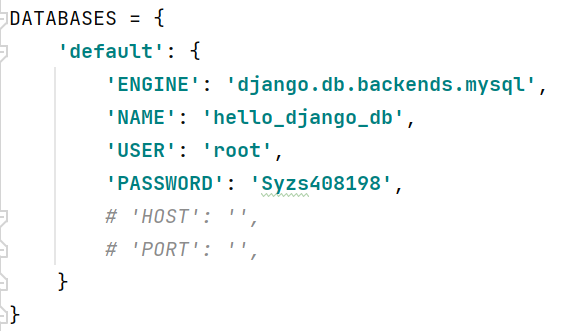 DATABASES = {
    'default': {
        'ENGINE': 'django.db.backends.mysql',
        'NAME': 'hello_django_db',
        'USER': 'root',
        'PASSWORD': 'Syzs408198',
        # 'HOST': '',
        # 'PORT': '',
    }
}